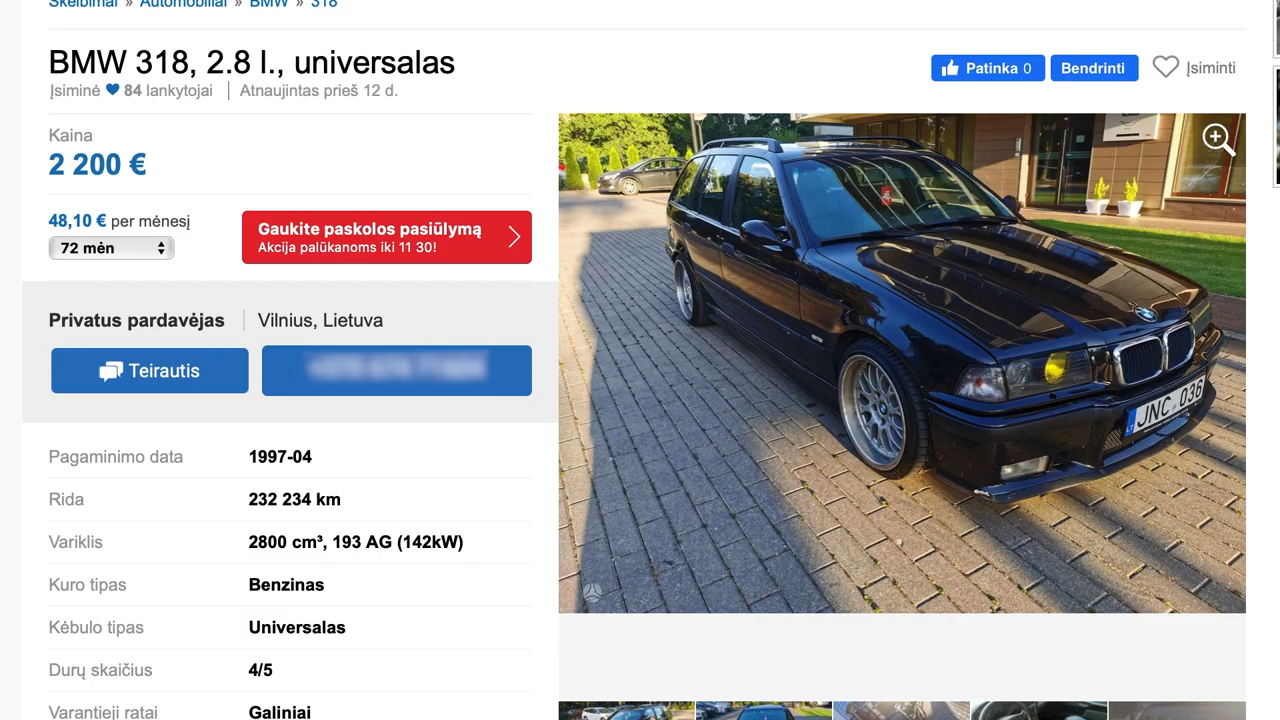 Skelbimai » Automobiliai » BMW » 318
BMW 318, 2.8 l., universalas
Įsiminė 84 lankytojai | Atnaujintas prieš 12 d.
Patinka 0
Bendrinti
Įsiminti
Kaina
2 200 €
48,10 € per mėnesį
72 mėn
Gaukite paskolos pasiūlymą
Akcija palūkanoms iki 11 30!
Privatus pardavėjas | Vilnius, Lietuva
Teirautis
Pagaminimo data 1997-04
Rida 232 234 km
Variklis 2800 cm³, 193 AG (142kW)
Kuro tipas Benzinas
Kėbulo tipas Universalas
Durų skaičius 4/5
Varantieji ratai Galiniai
LT JNC 036